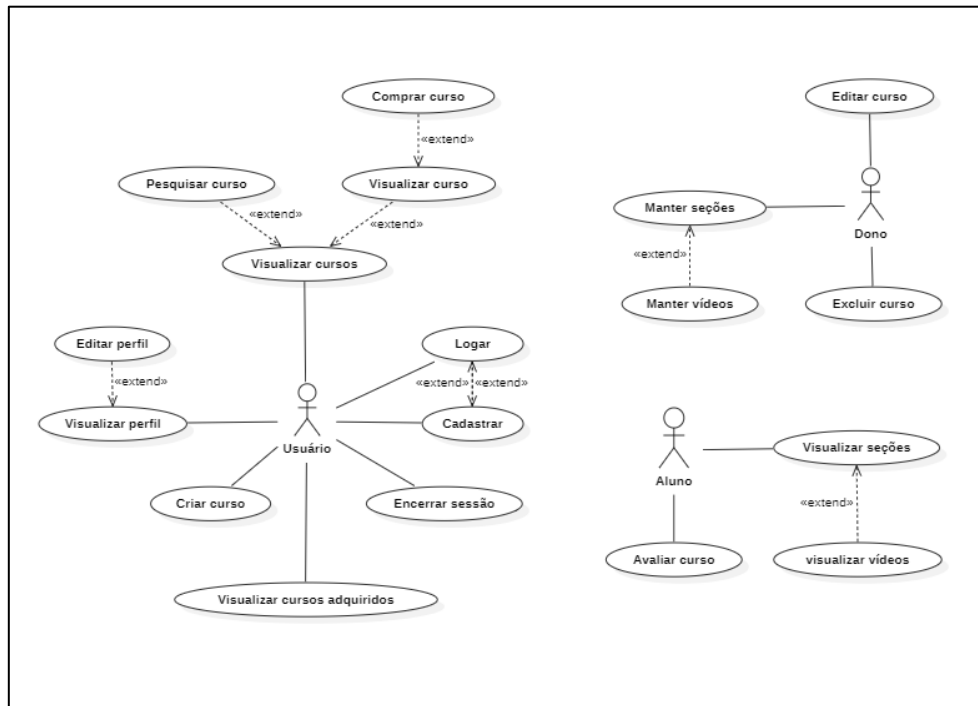 Comprar curso
«extend»
Pesquisar curso
Visualizar curso
«extend»
«extend»
Visualizar cursos
Editar perfil
«extend»
Visualizar perfil
Logar
«extend»
«extend»
Cadastrar
Usuário
Criar curso
Encerrar sessão
Visualizar cursos adquiridos
Editar curso
Manter seções
Dono
«extend»
Manter vídeos
Excluir curso
Aluno
Visualizar seções
«extend»
Avaliar curso
visualizar vídeos